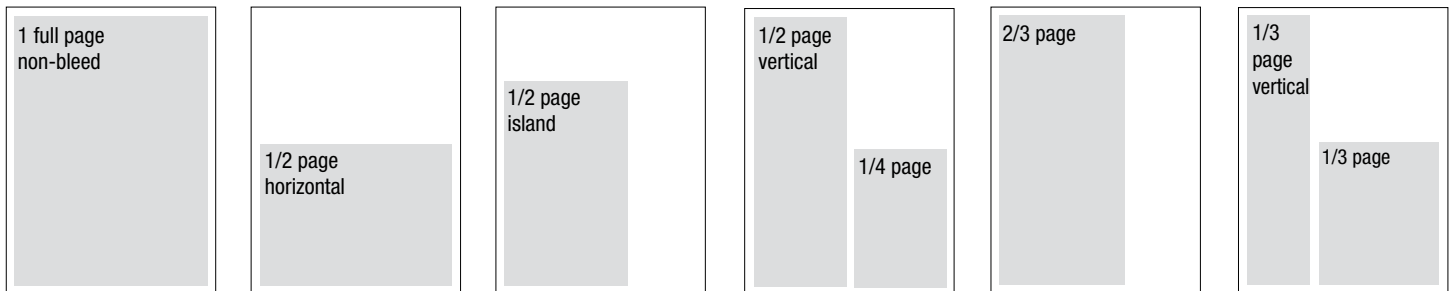 1 full page
non-bleed
1/2 page
horizontal
1/2 page
island
1/2 page
vertical
1/4 page
2/3 page
1/3
page
vertical
1/3 page